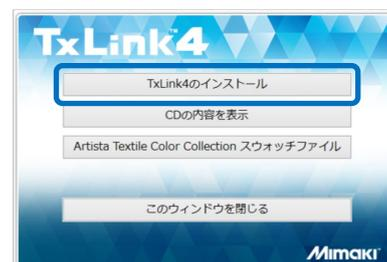 TxLink™4
TxLink4のインストール
CDの内容を表示
Artista Textile Color Collection スウォッチファイル
このウィンドウを閉じる
Mimaki